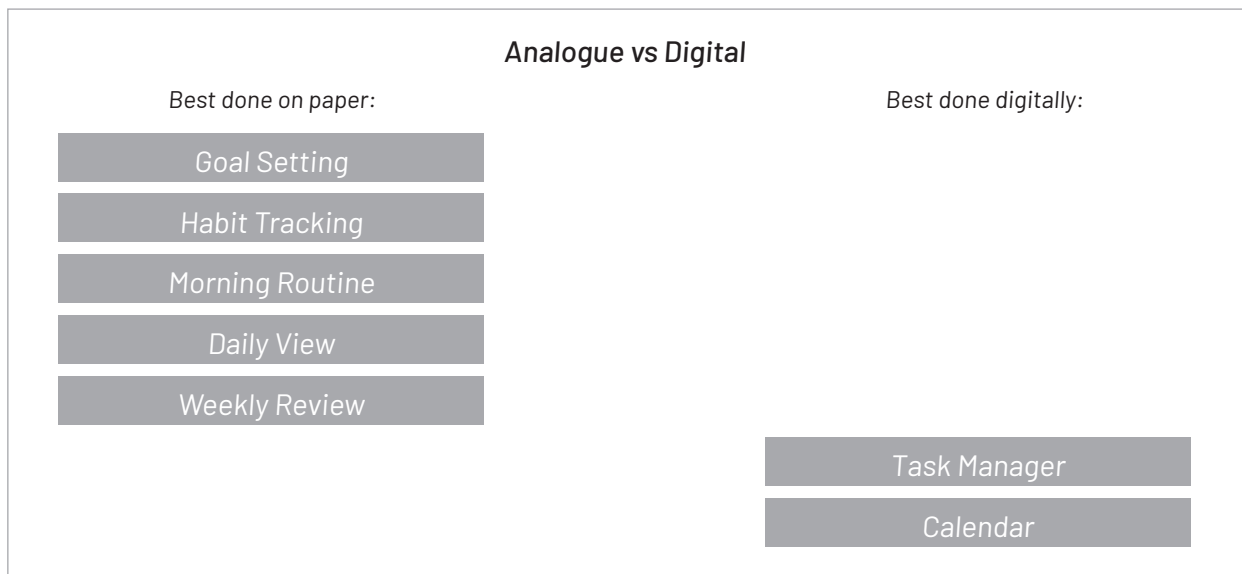 Analogue vs Digital
Best done on paper:
Best done digitally:
Goal Setting
Habit Tracking
Morning Routine
Daily View
Weekly Review
Task Manager
Calendar